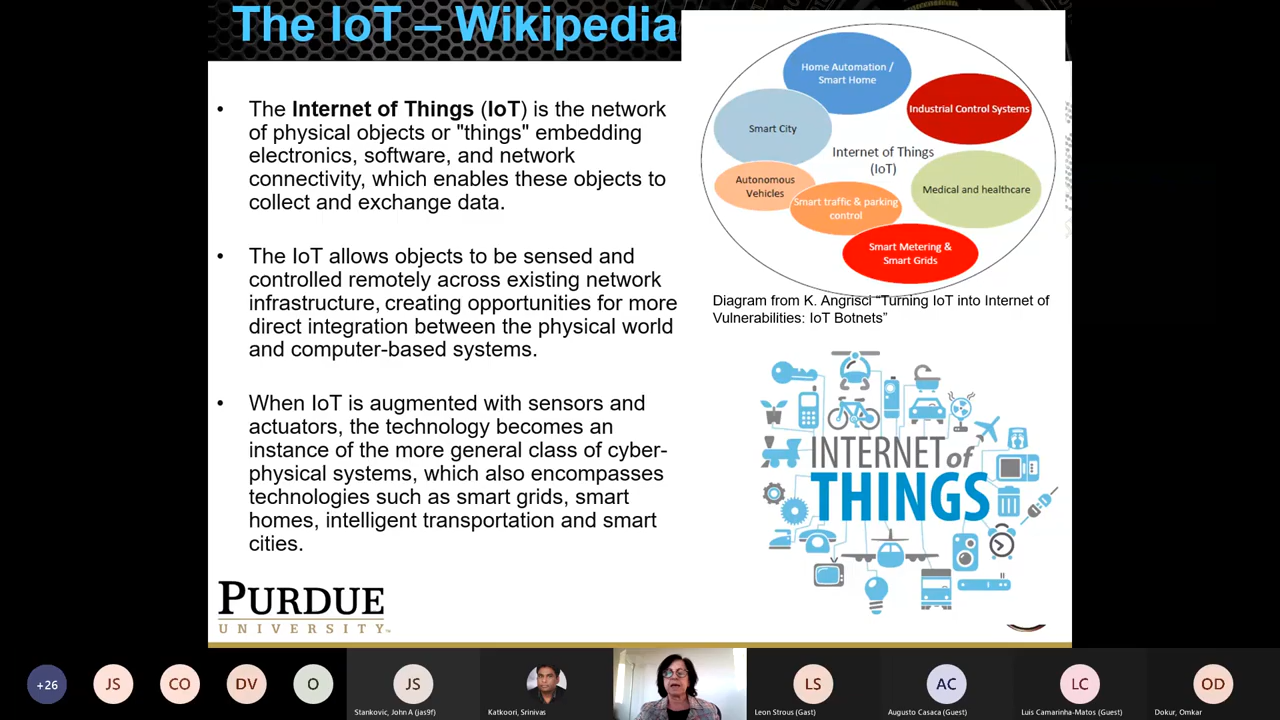 The IoT – Wikipedia
• The Internet of Things (IoT) is the network
of physical objects or "things" embedding
electronics, software, and network
connectivity, which enables these objects to
collect and exchange data.
• The IoT allows objects to be sensed and
controlled remotely across existing network
infrastructure, creating opportunities for more
direct integration between the physical world
and computer-based systems.
• When IoT is augmented with sensors and
actuators, the technology becomes an
instance of the more general class of cyber-
physical systems, which also encompasses
technologies such as smart grids, smart
homes, intelligent transportation and smart
cities.
Home Automation /
Smart Home
Industrial Control Systems
Smart City
Internet of Things
(IoT)
Autonomous
Vehicles
Medical and healthcare
Smart traffic & parking
control
Smart Metering &
Smart Grids
Diagram from K. Angrisci “Turning IoT into Internet of
Vulnerabilities: IoT Botnets”
INTERNET of
THINGS
PURDUE
UNIVERSITY
+26
JS
CO
DV
O
JS
LS
AC
LC
OD
Stankovic, John A (jas9f)
Katkoori, Srinivas
Leon Strous (Gast)
Augusto Casaca (Guest)
Luis Camarinha-Matos (Guest)
Dokur, Omkar